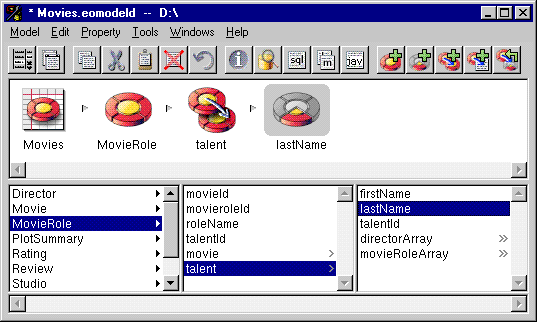 * Movies.eomodeld -- D:\
Model Edit Property Tools Windows Help
sql m jav
Movies MovieRole talent lastName
Director movieId firstName
Movie movieroleId lastName
MovieRole roleName talentId
PlotSummary talentId directorArray
Rating movie movieRoleArray
Review talent
Studio